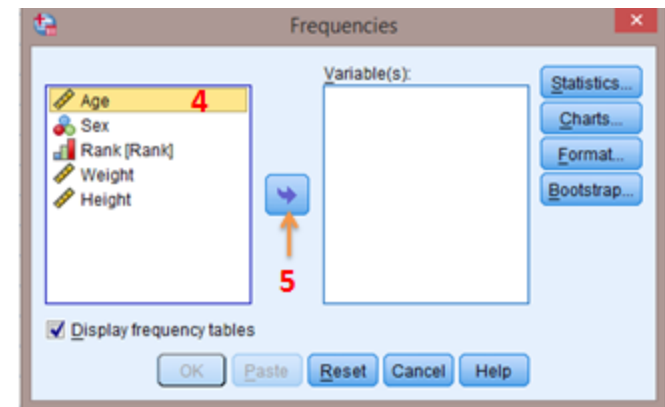 Frequencies
Variable(s):
Age 4
Sex
Rank [Rank]
Weight
Height
5
Statistics...
Charts...
Format...
Bootstrap...
Display frequency tables
OK Paste Reset Cancel Help